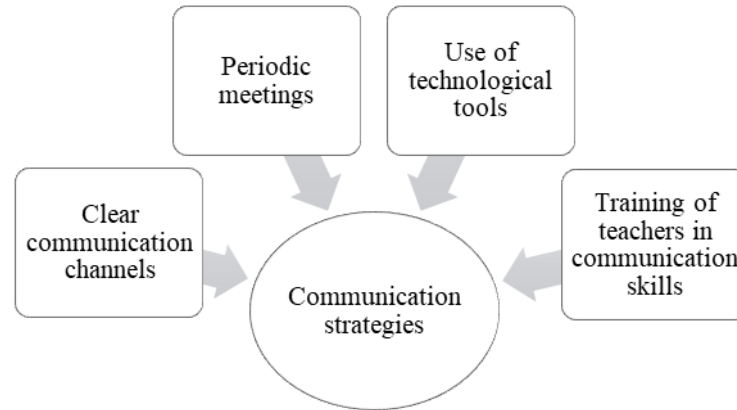 Periodic
meetings
Use of
technological
tools
Clear
communication
channels
Training of
teachers in
communication
skills
Communication
strategies